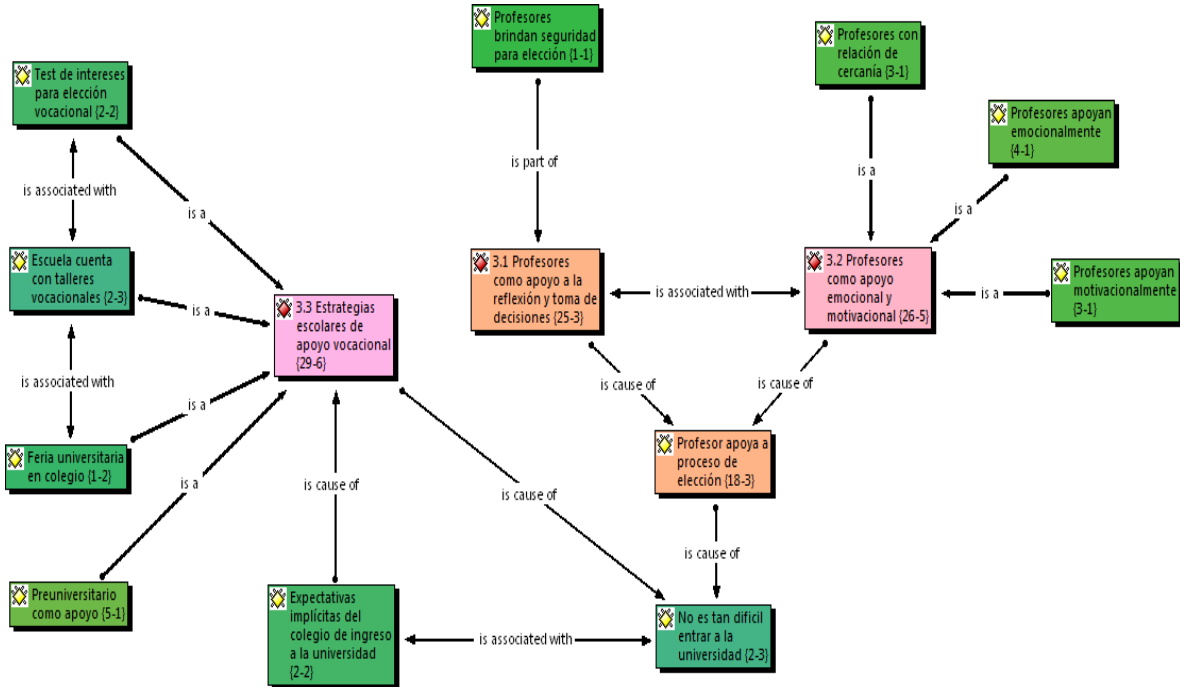 Profesores
brindan seguridad
para elección {1-1}
Profesores con
relación de
cercanía {3-1}
Test de intereses
para elección
vocacional {2-2}
Profesores apoyan
emocionalmente
{4-1}
is part of
is a
is associated with
is a
is a
Escuela cuenta
con talleres
vocacionales {2-3}
3.1 Profesores
como apoyo a la
reflexión y toma de
decisiones {25-3}
3.2 Profesores
como apoyo
emocional y
motivacional {26-5}
Profesores apoyan
motivacionalmente
{3-1}
is associated with
is a
is a
3.3 Estrategias
escolares de
apoyo vocacional
{29-6}
is associated with
is cause of
is cause of
is a
Feria universitaria
en colegio {1-2}
Profesor apoya a
proceso de
elección {18-3}
is a
is cause of
is cause of
is cause of
Preuniversitario
como apoyo {5-1}
Expectativas
implícitas del
colegio de ingreso
a la universidad
{2-2}
is associated with
No es tan difícil
entrar a la
universidad {2-3}